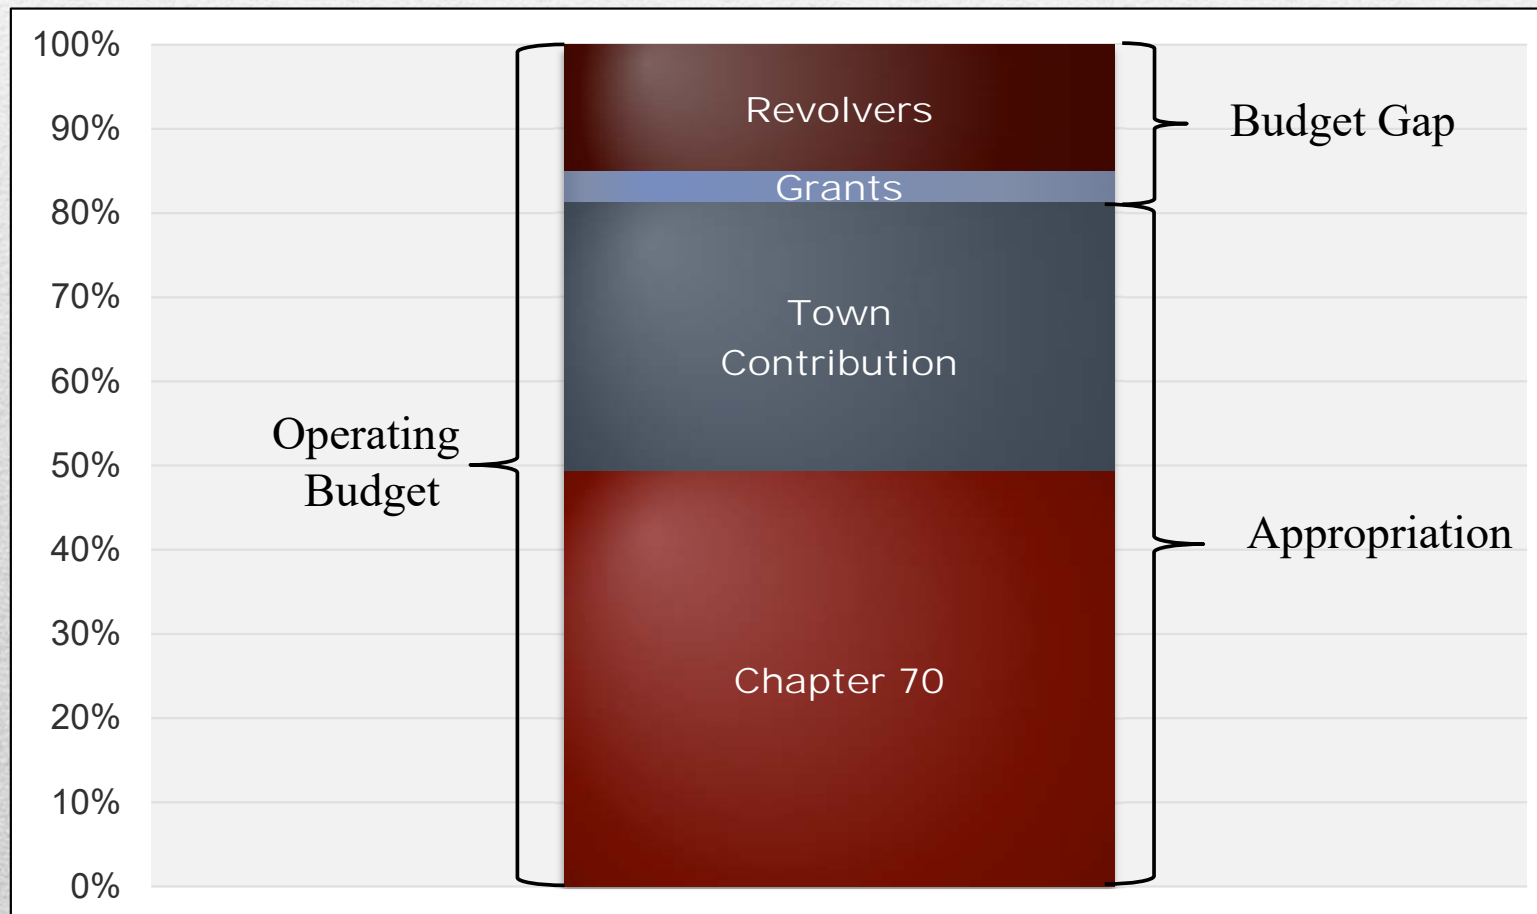 100%
90%
80%
70%
60%
50%
40%
30%
20%
10%
0%
Operating
Budget
Revolvers
Grants
Town
Contribution
Chapter 70
Budget Gap
Appropriation